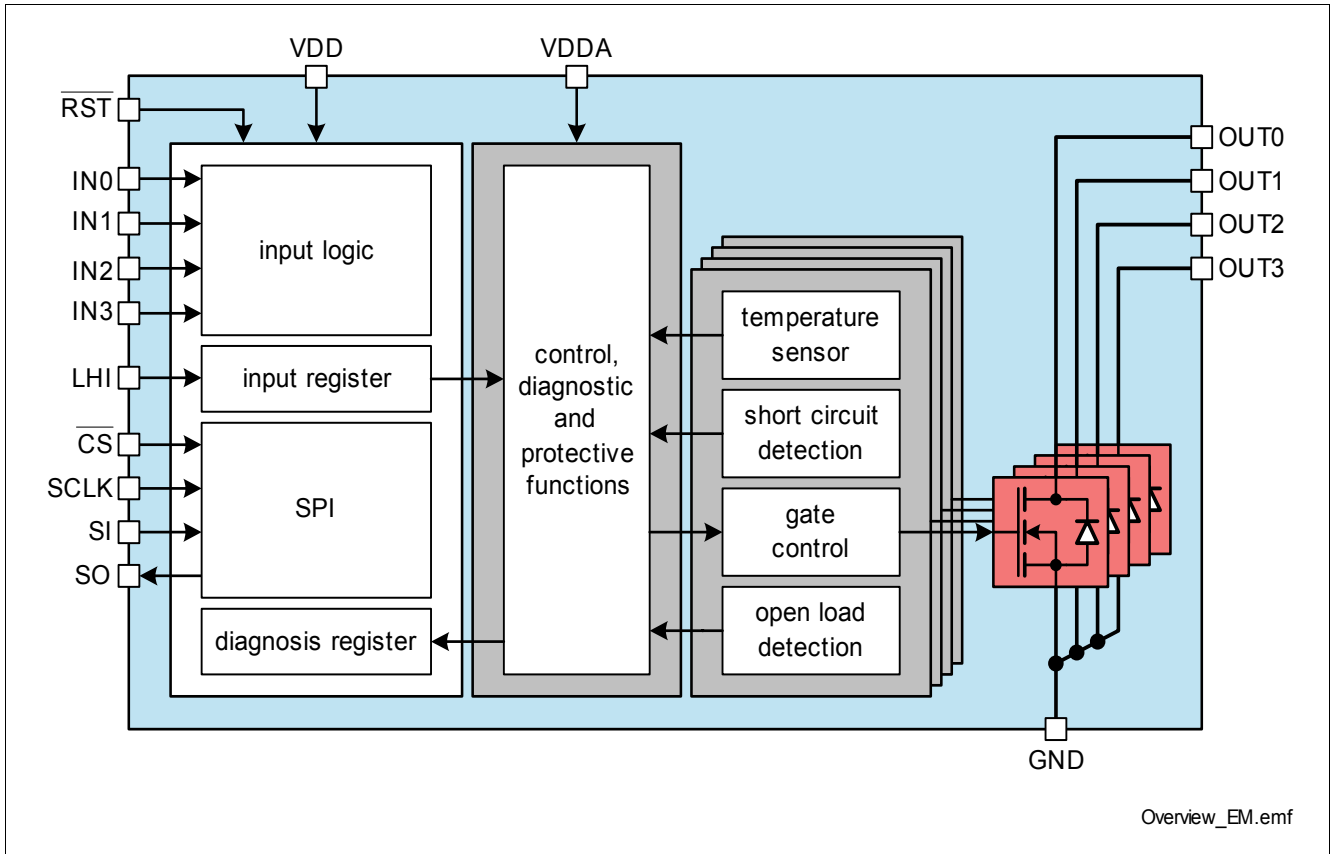 VDD
VDDA
RST
IN0
IN1
IN2
IN3
LHI
CS
SCLK
SI
SO
input logic
input register
SPI
diagnosis register
control,
diagnostic
and
protective
functions
temperature
sensor
short circuit
detection
gate
control
open load
detection
OUT0
OUT1
OUT2
OUT3
GND
Overview_EM.emf